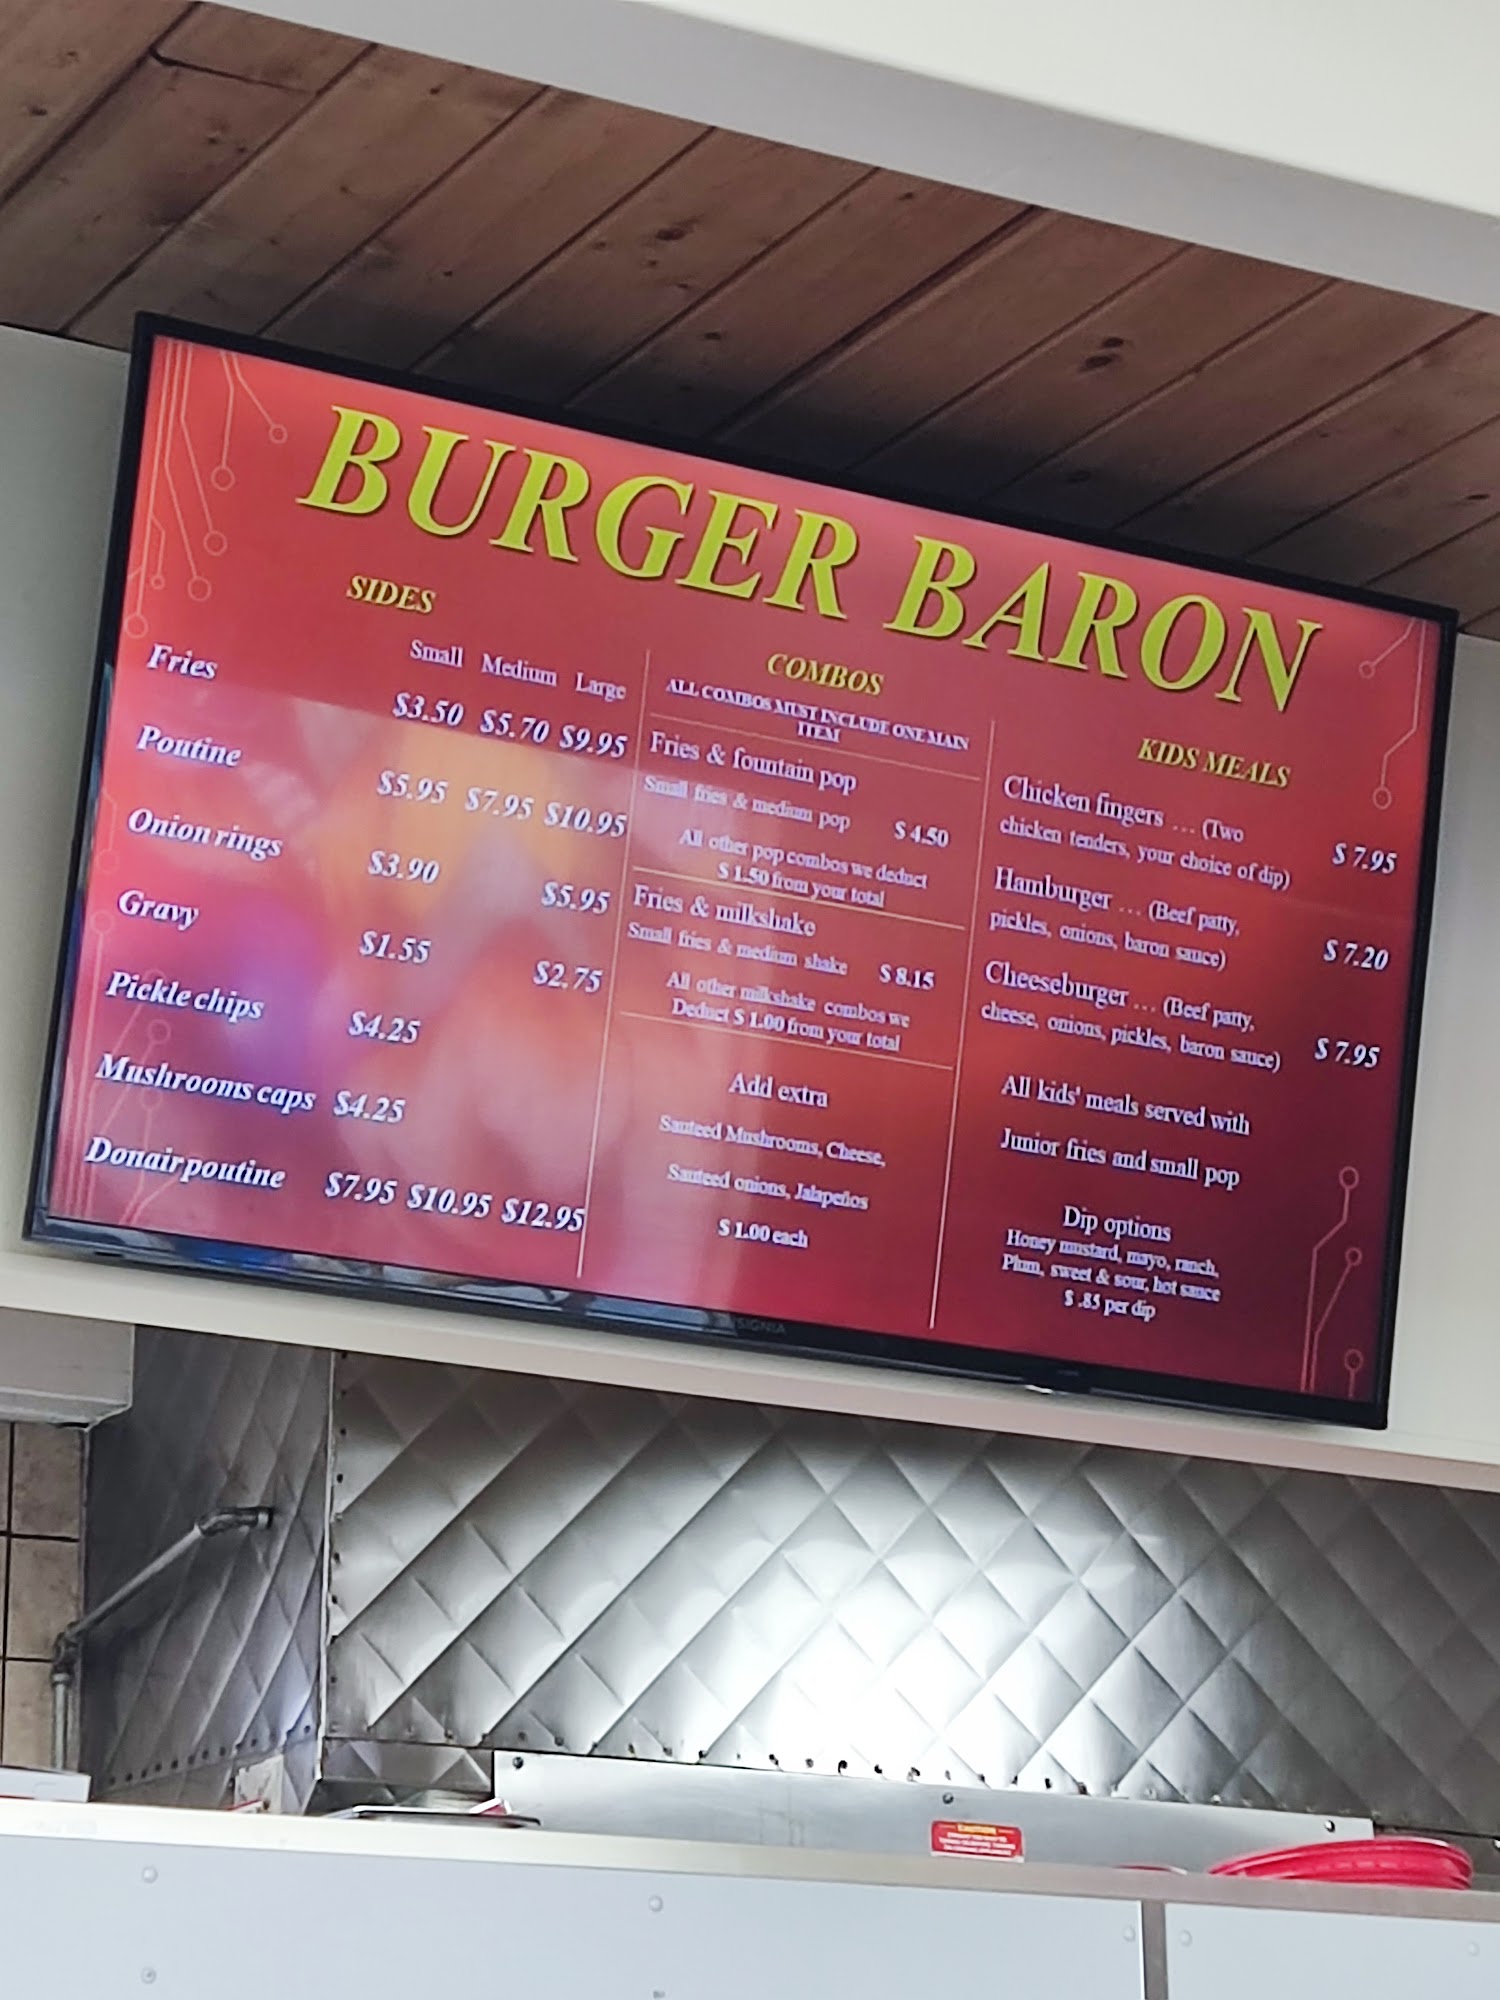 BURGER BARON
SIDES
Small Medium Large
Fries $3.50 $5.70 $9.95
Poutine $5.95 $7.95 $10.95
Onion rings $3.90 $5.95
Gravy $1.55 $2.75
Pickle chips $4.25
Mushrooms caps $4.25
Donair poutine $7.95 $10.95 $12.95
COMBOS
ALL COMBOS MUST INCLUDE ONE MAIN
ITEM
Fries & fountain pop
Small fries & medium pop $ 4.50
All other pop combos we deduct
$ 1.50 from your total
Fries & milkshake
Small fries & medium shake $ 8.15
All other milkshake combos we
Deduct $ 1.00 from your total
Add extra
Sauteed Mushrooms, Cheese,
Sauteed onions, Jalapeños
$ 1.00 each
KIDS MEALS
Chicken fingers ... (Two
chicken tenders, your choice of dip) $ 7.95
Hamburger ... (Beef patty,
pickles, onions, baron sauce) $ 7.20
Cheeseburger ... (Beef patty,
cheese, onions, pickles, baron sauce) $ 7.95
All kids' meals served with
Junior fries and small pop
Dip options
Honey mustard, mayo, ranch,
Plum, sweet & sour, hot sauce
$ .85 per dip
INSIGNIA
CAUTION